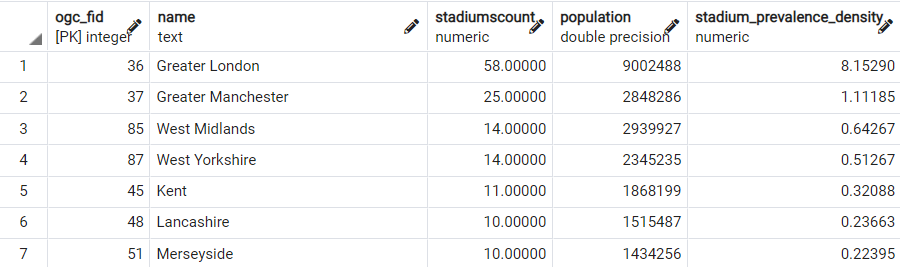 ogc_fid name stadiumscount population stadium_prevalence_density
[PK] integer text numeric double precision numeric
1 36 Greater London 58.00000 9002488 8.15290
2 37 Greater Manchester 25.00000 2848286 1.11185
3 85 West Midlands 14.00000 2939927 0.64267
4 87 West Yorkshire 14.00000 2345235 0.51267
5 45 Kent 11.00000 1868199 0.32088
6 48 Lancashire 10.00000 1515487 0.23663
7 51 Merseyside 10.00000 1434256 0.22395